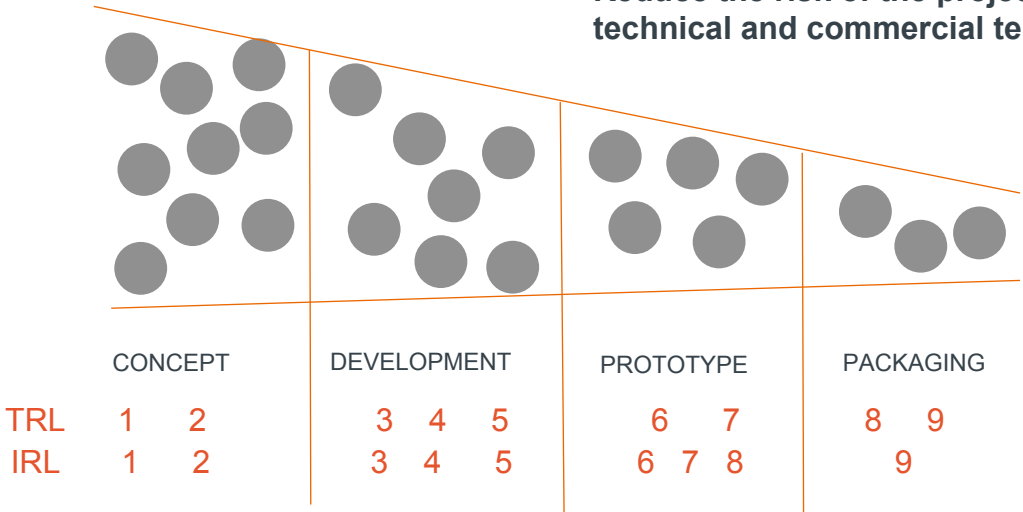 technical and commercial te
CONCEPT DEVELOPMENT PROTOTYPE PACKAGING
TRL 1 2 3 4 5 6 7 8 9
IRL 1 2 3 4 5 6 7 8 9